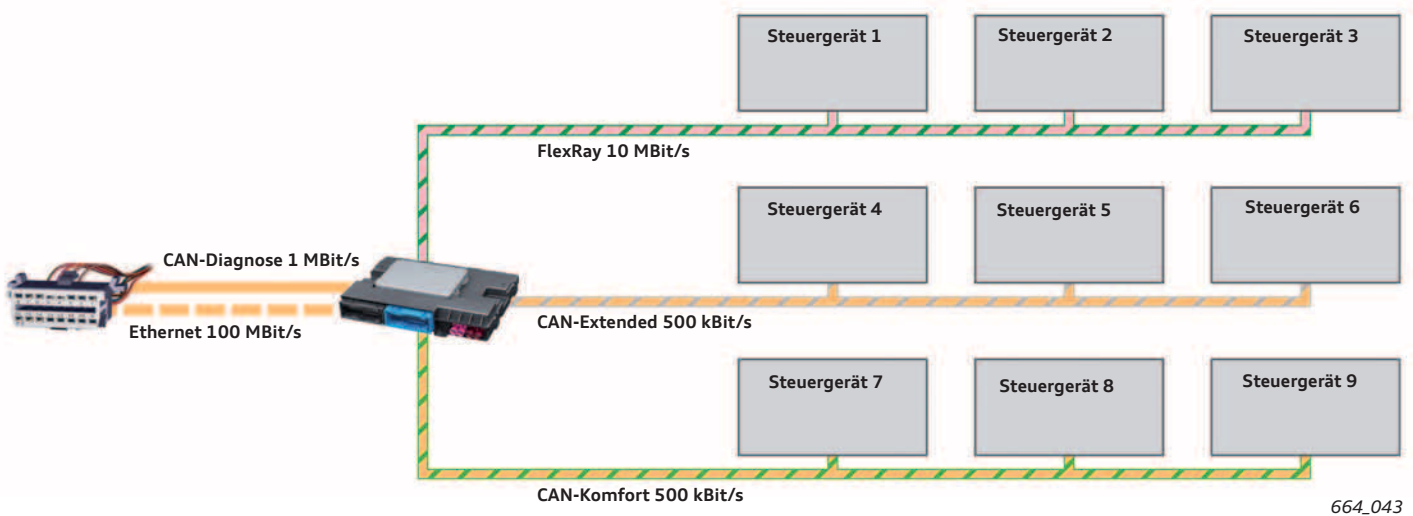 Steuergerät 1
Steuergerät 2
Steuergerät 3
FlexRay 10 MBit/s
Steuergerät 4
Steuergerät 5
Steuergerät 6
CAN-Diagnose 1 MBit/s
Ethernet 100 MBit/s
CAN-Extended 500 kBit/s
Steuergerät 7
Steuergerät 8
Steuergerät 9
CAN-Komfort 500 kBit/s
664_043